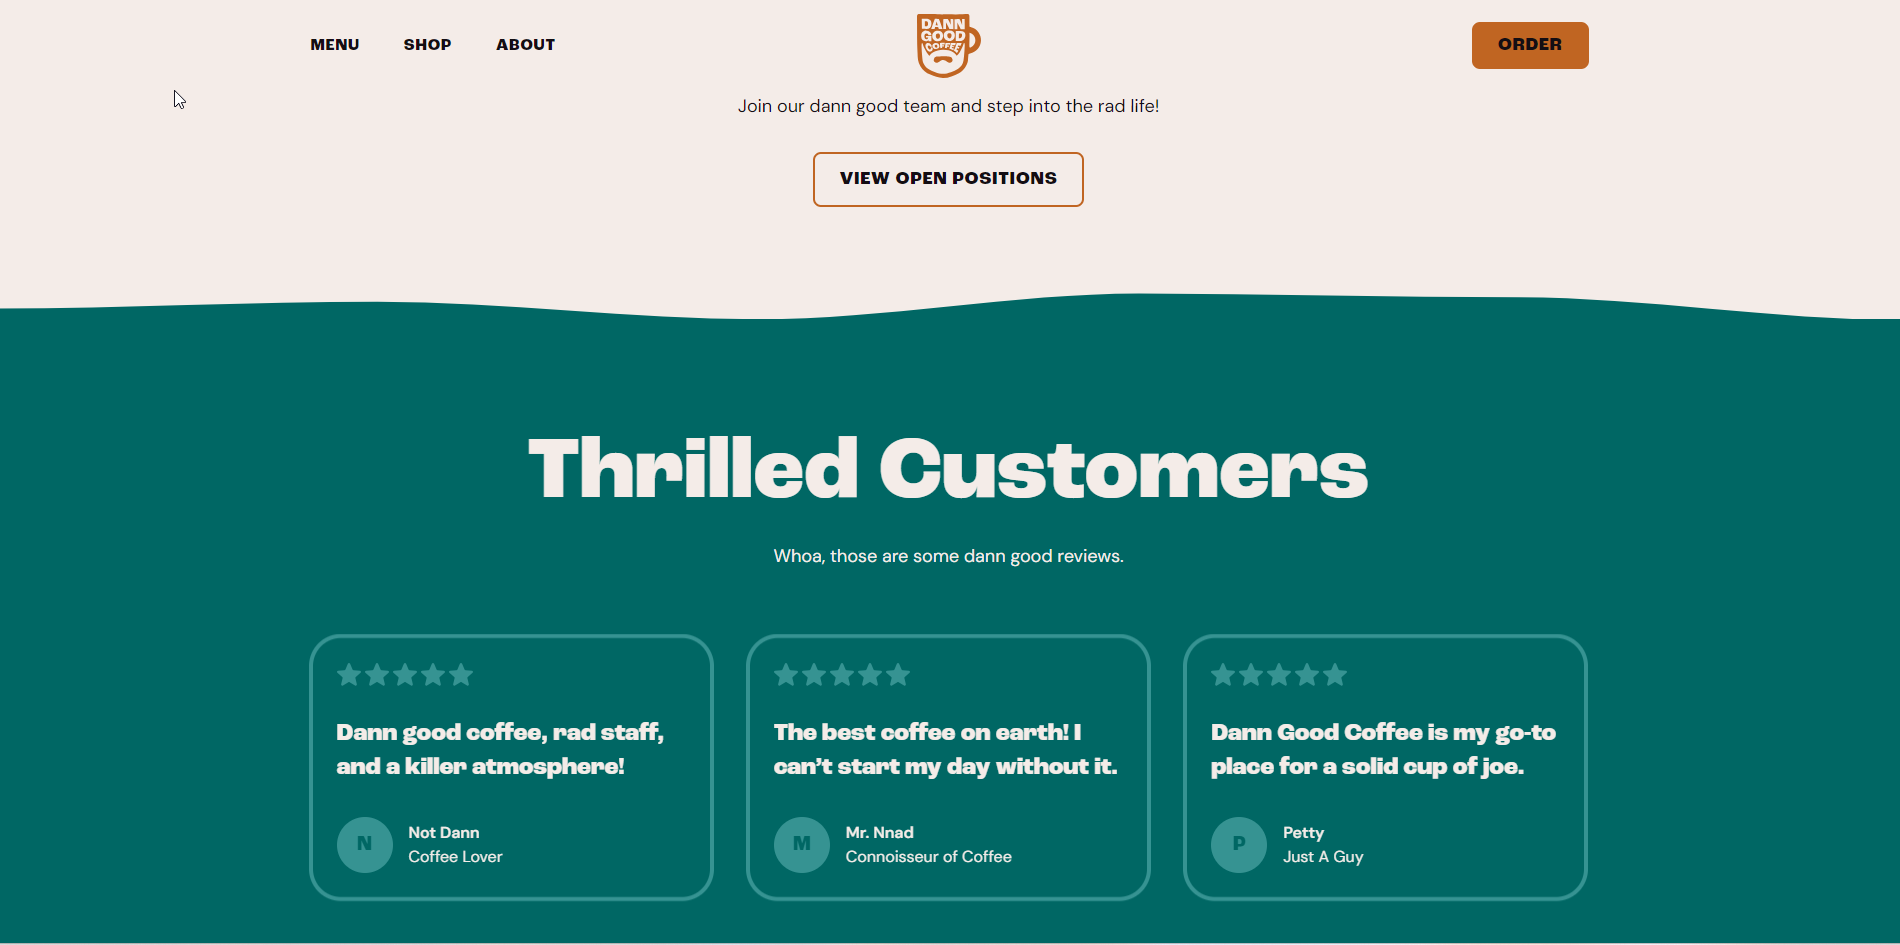 MENU
SHOP
ABOUT
DANN
GOOD
COFFEE
ORDER
Join our dann good team and step into the rad life!
VIEW OPEN POSITIONS
Thrilled Customers
Whoa, those are some dann good reviews.
Dann good coffee, rad staff,
and a killer atmosphere!
N
Not Dann
Coffee Lover
The best coffee on earth! I
can’t start my day without it.
M
Mr. Nnad
Connoisseur of Coffee
Dann Good Coffee is my go-to
place for a solid cup of joe.
P
Petty
Just A Guy